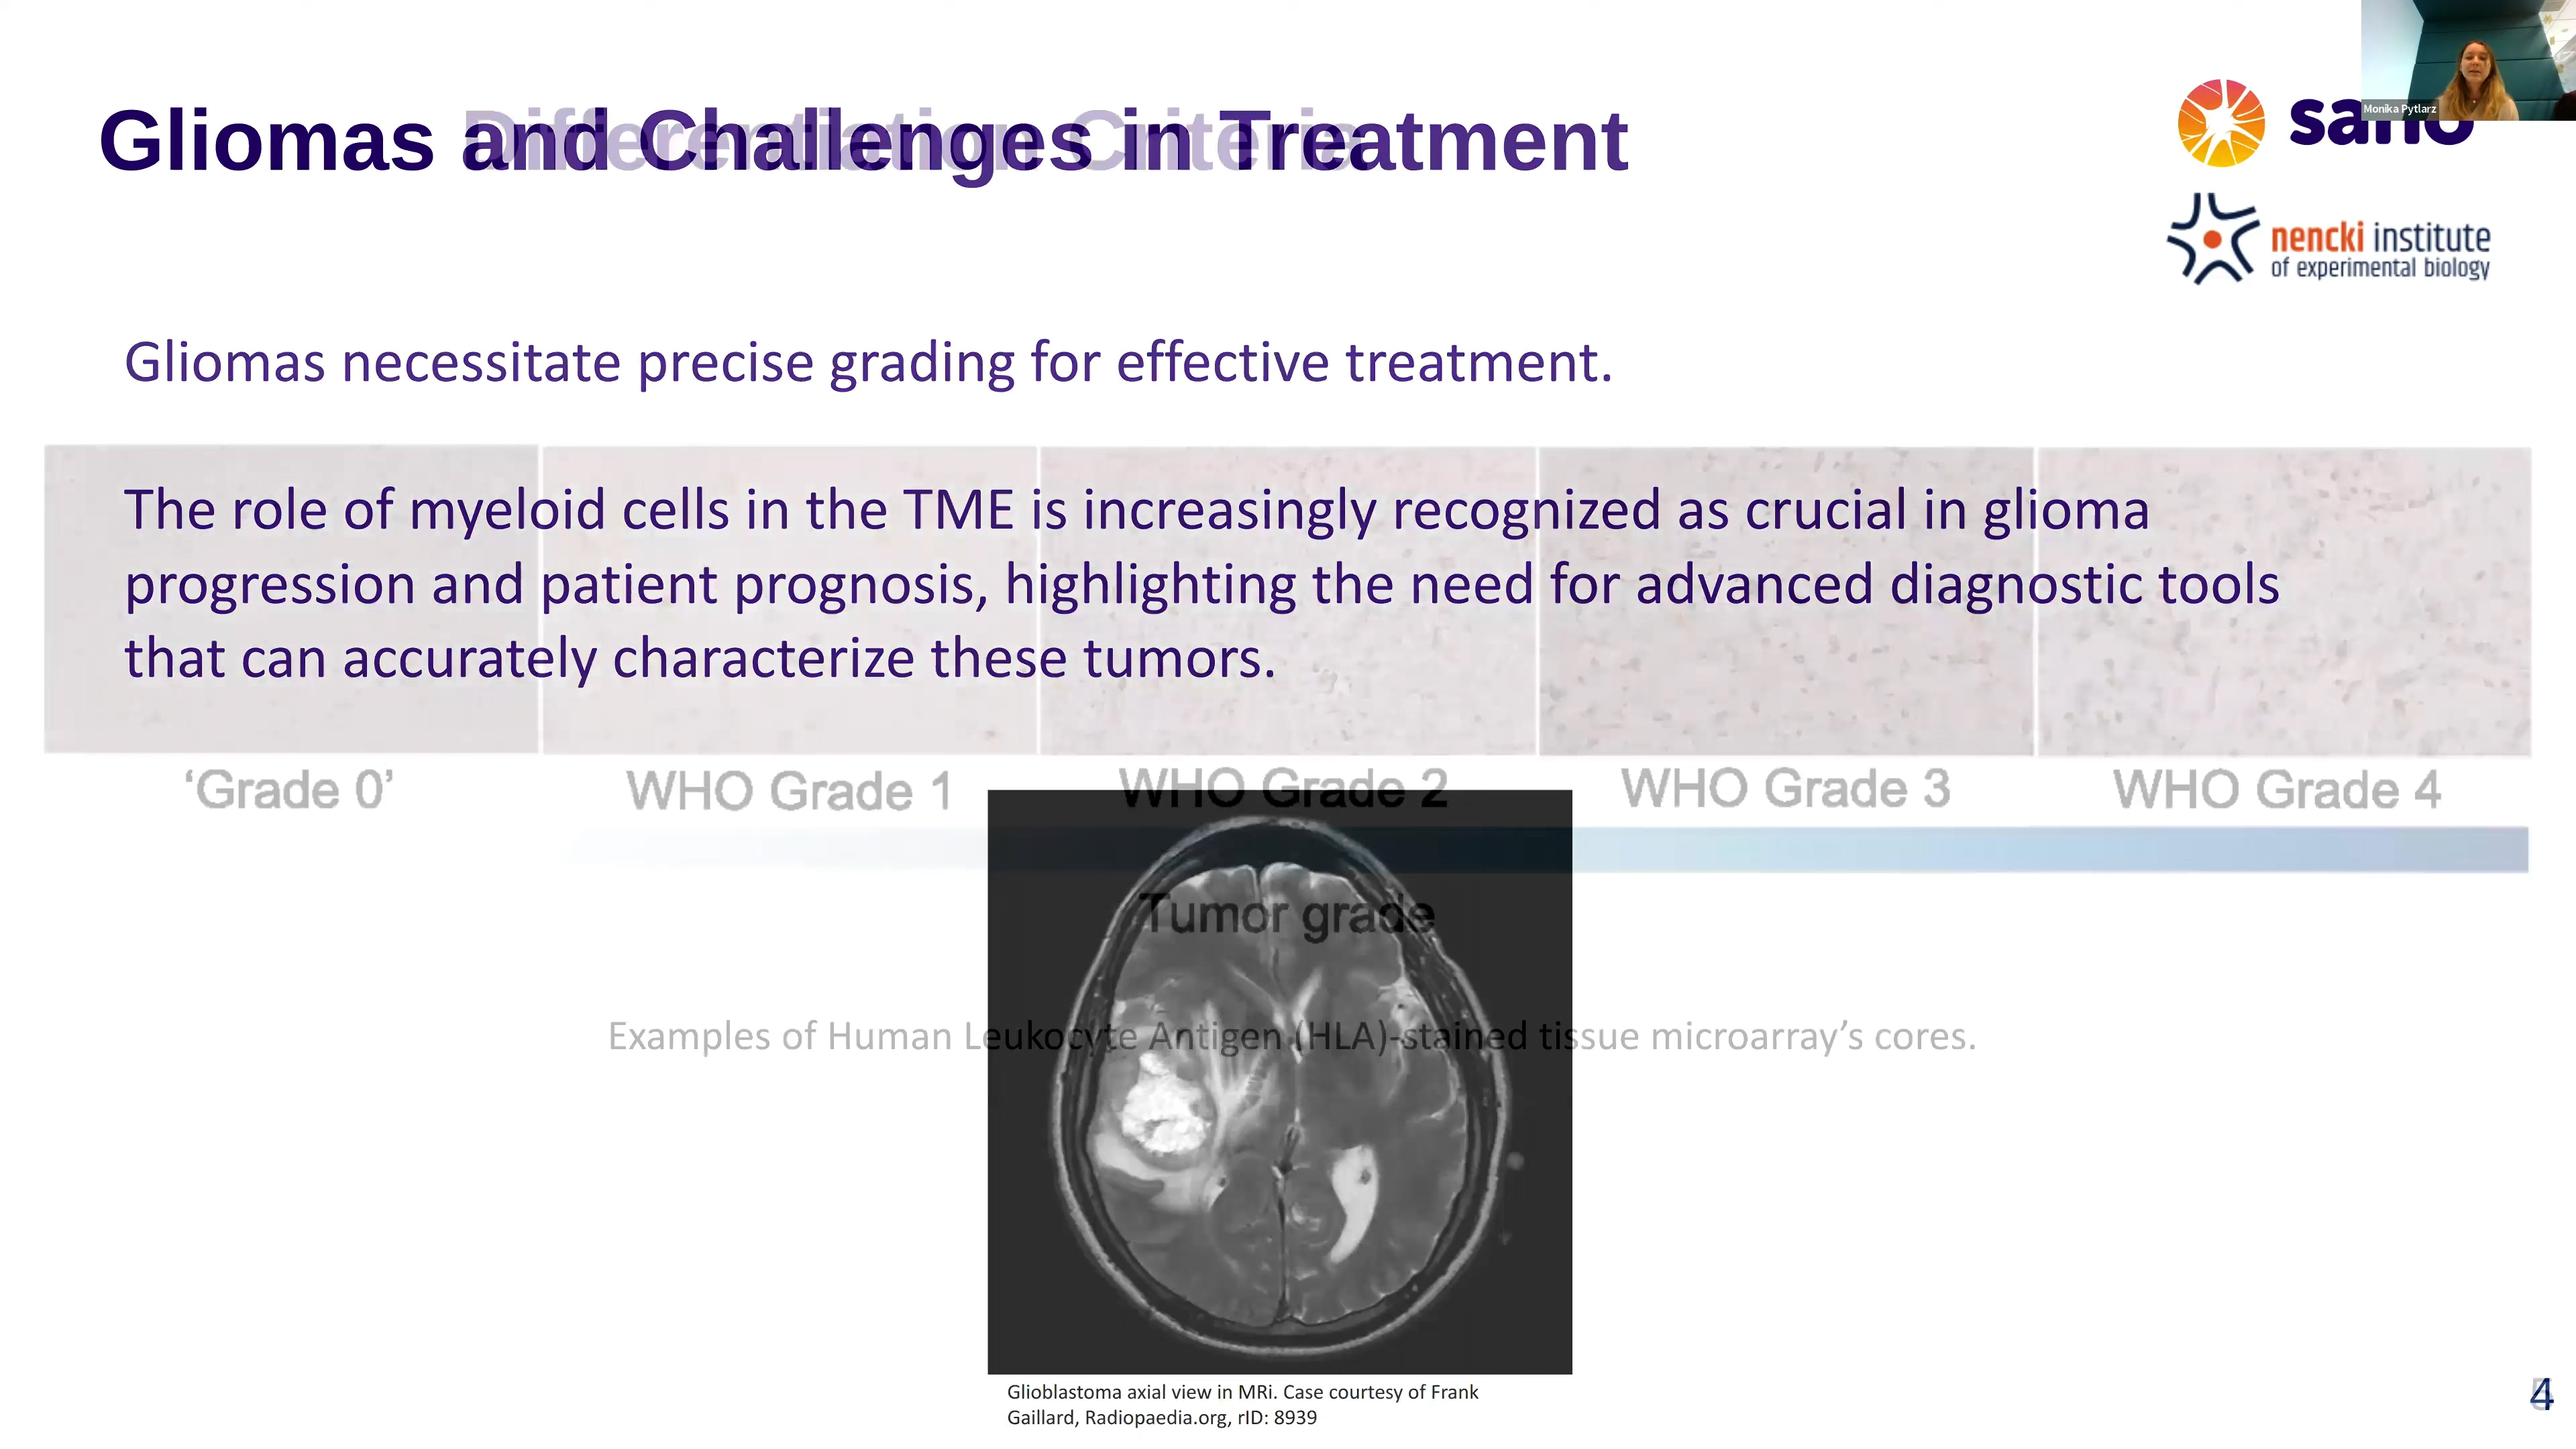 Monika Pytlarz
Gliomas and Challenges in Treatment
Differentiation Criteria
sano
nencki institute
of experimental biology
Gliomas necessitate precise grading for effective treatment.
The role of myeloid cells in the TME is increasingly recognized as crucial in glioma
progression and patient prognosis, highlighting the need for advanced diagnostic tools
that can accurately characterize these tumors.
‘Grade 0’ WHO Grade 1 WHO Grade 2 WHO Grade 3 WHO Grade 4
Tumor grade
Examples of Human Leukocyte Antigen (HLA)-stained tissue microarray’s cores.
Glioblastoma axial view in MRi. Case courtesy of Frank
Gaillard, Radiopaedia.org, rID: 8939
4